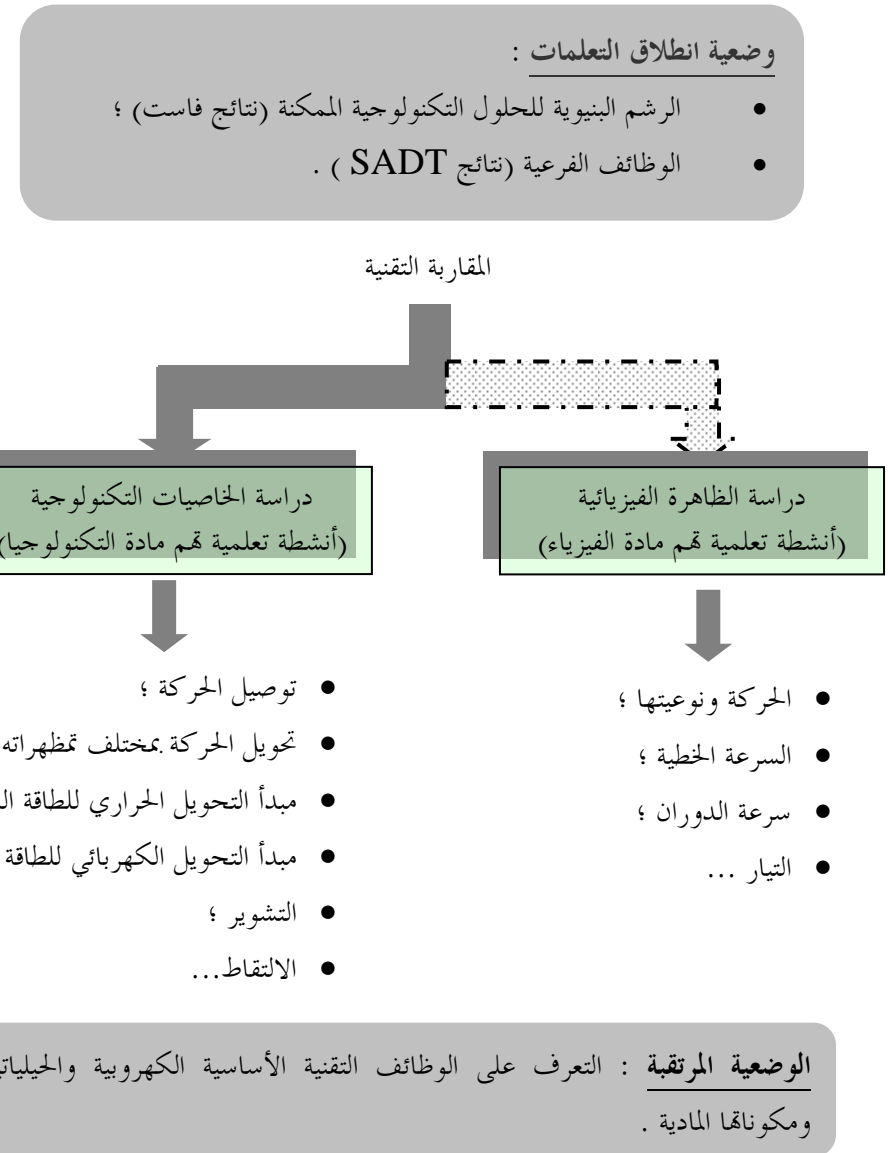 وضعية انطلاق التعلمات :
● الرشم البنيوية للحلول التكنولوجية الممكنة (نتائج فاست) ؛
● الوظائف الفرعية (نتائج SADT ) .
المقاربة التقنية
دراسة الظاهرة الفيزيائية
(أنشطة تعلمية تهم مادة الفيزياء)
● الحركة ونوعيتها ؛
● السرعة الخطية ؛
● سرعة الدوران ؛
● التيار ...
دراسة الخاصيات التكنولوجية
(أنشطة تعلمية تهم مادة التكنولوجيا)
● توصيل الحركة ؛
● تحويل الحركة بمختلف تمظهراته
● مبدأ التحويل الحراري للطاقة
● مبدأ التحويل الكهربائي للطاقة
● التشوير ؛
● الالتقاط...
الوضعية المرتقبة : التعرف على الوظائف التقنية الأساسية الكهروبية
ومكوناتها المادية .